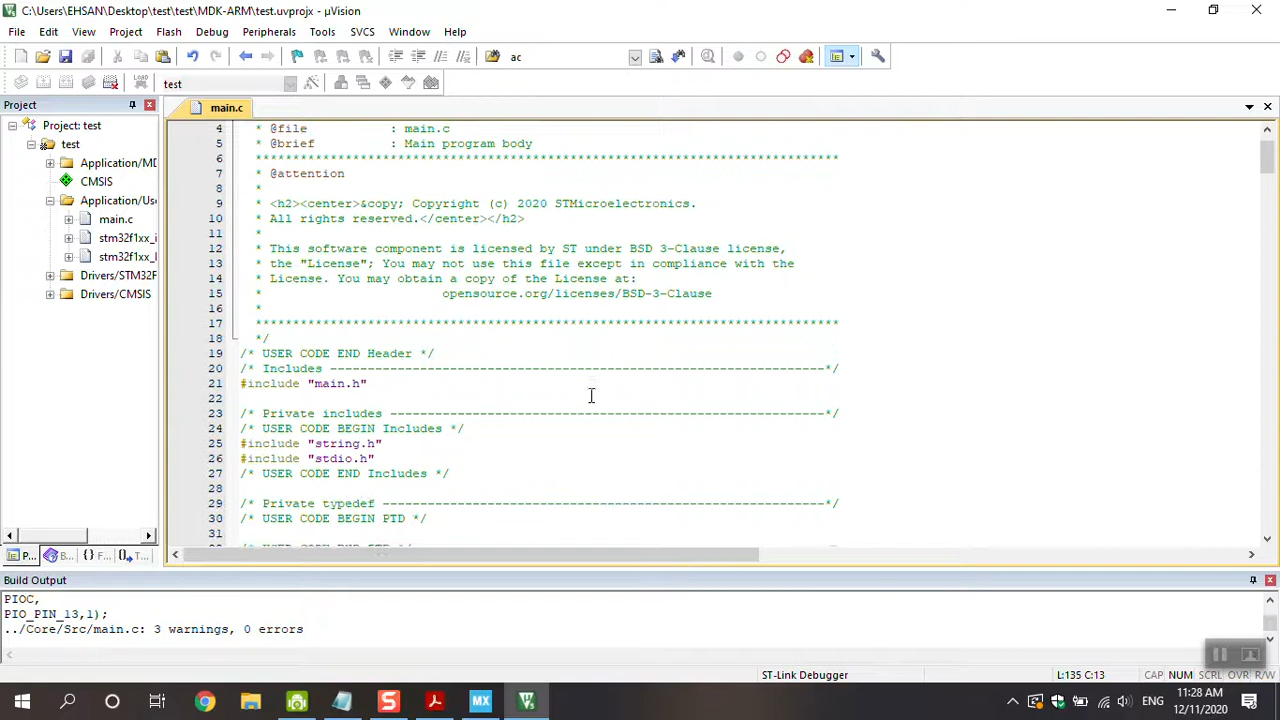 C:\Users\EHSAN\Desktop\test\test\MDK-ARM\test.uvprojx - µVision
File Edit View Project Flash Debug Peripherals Tools SVCS Window Help
ac
LOAD
test
Project
main.c
Project: test
test
Application/MD
CMSIS
Application/Use
main.c
stm32f1xx_i
stm32f1xx_
Drivers/STM32F
Drivers/CMSIS
4 * @file : main.c
5 * @brief : Main program body
6 ******************************************************************************
7 * @attention
8 *
9 * <h2><center>&copy; Copyright (c) 2020 STMicroelectronics.
10 * All rights reserved.</center></h2>
11 *
12 * This software component is licensed by ST under BSD 3-Clause license,
13 * the "License"; You may not use this file except in compliance with the
14 * License. You may obtain a copy of the License at:
15 * opensource.org/licenses/BSD-3-Clause
16 *
17 ******************************************************************************
18 */
19 /* USER CODE END Header */
20 /* Includes ------------------------------------------------------------------*/
21 #include "main.h"
22
23 /* Private includes ----------------------------------------------------------*/
24 /* USER CODE BEGIN Includes */
25 #include "string.h"
26 #include "stdio.h"
27 /* USER CODE END Includes */
28
29 /* Private typedef -----------------------------------------------------------*/
30 /* USER CODE BEGIN PTD */
31
P... B... {} F... T...
Build Output
PIOC,
PIO_PIN_13,1);
../Core/Src/main.c: 3 warnings, 0 errors
ST-Link Debugger L:135 C:13 CAP NUM SCRL OVR R/W
MX
ENG
11:28 AM
12/11/2020